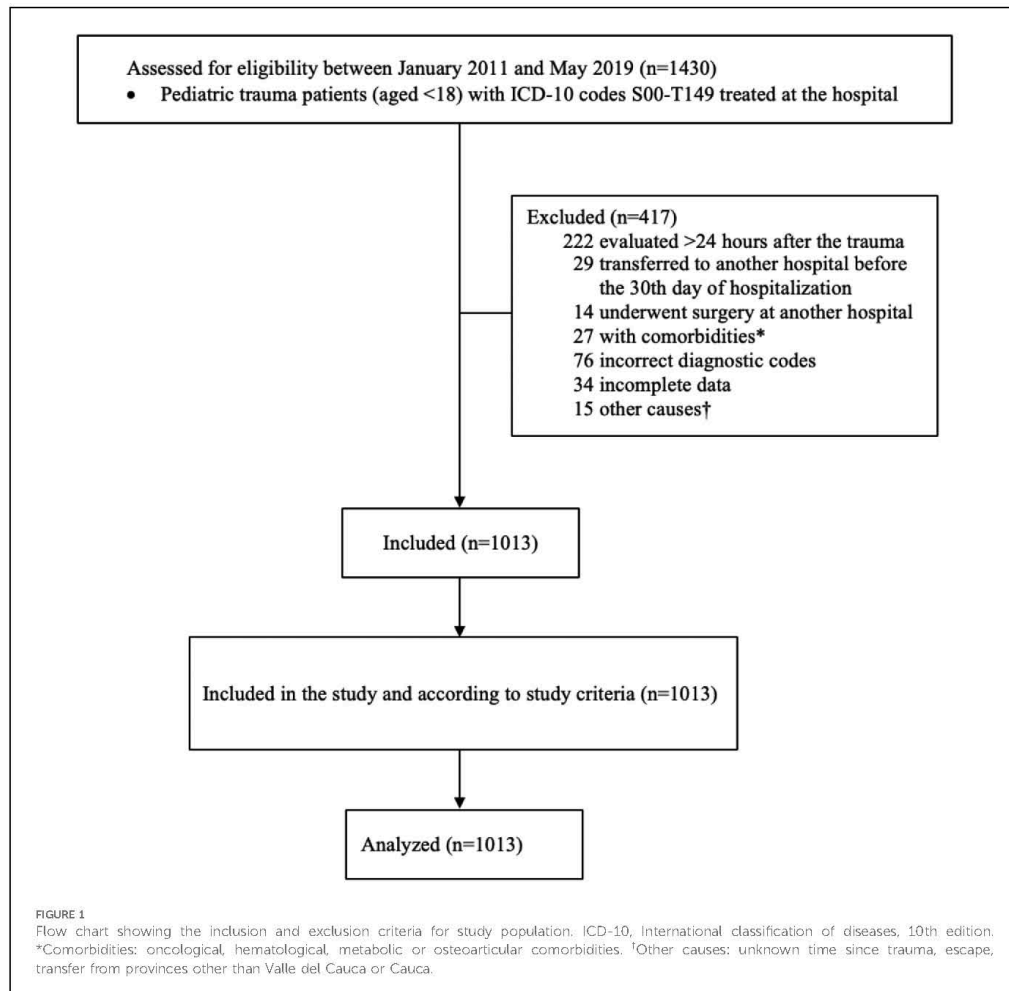 Assessed for eligibility between January 2011 and May 2019 (n=1430)
• Pediatric trauma patients (aged <18) with ICD-10 codes S00-T149 treated at the hospital
Excluded (n=417)
222 evaluated >24 hours after the trauma
29 transferred to another hospital before
the 30th day of hospitalization
14 underwent surgery at another hospital
27 with comorbidities*
76 incorrect diagnostic codes
34 incomplete data
15 other causes†
Included (n=1013)
Included in the study and according to study criteria (n=1013)
Analyzed (n=1013)
FIGURE 1
Flow chart showing the inclusion and exclusion criteria for study population. ICD-10, International classification of diseases, 10th edition.
*Comorbidities: oncological, hematological, metabolic or osteoarticular comorbidities. †Other causes: unknown time since trauma, escape,
transfer from provinces other than Valle del Cauca or Cauca.